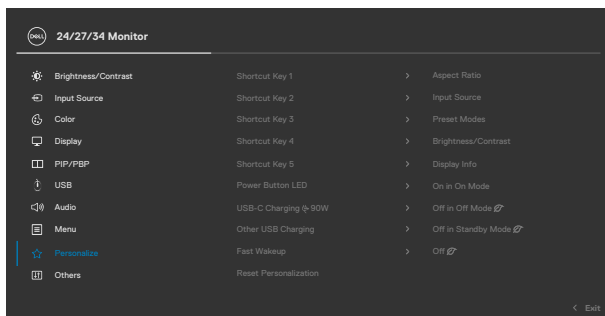 DELL 24/27/34 Monitor
Brightness/Contrast Shortcut Key 1 > Aspect Ratio
Input Source Shortcut Key 2 > Input Source
Color Shortcut Key 3 > Preset Modes
Display Shortcut Key 4 > Brightness/Contrast
PIP/PBP Shortcut Key 5 > Display Info
USB Power Button LED > On in On Mode
Audio USB-C Charging 90W > Off in Off Mode
Menu Other USB Charging > Off in Standby Mode
Personalize Fast Wakeup > Off
Others Reset Personalization
< Exit